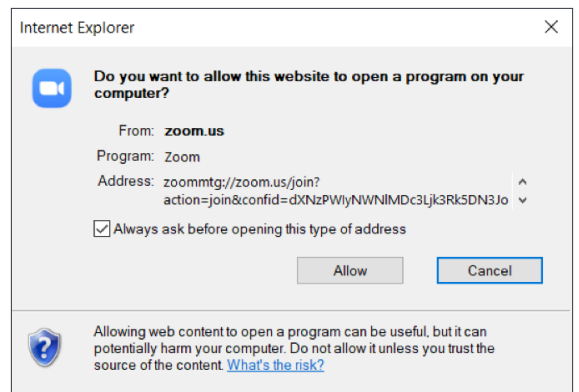 Internet Explorer
Do you want to allow this website to open a program on your
computer?
From: zoom.us
Program: Zoom
Address: zoommtg://zoom.us/join?
action=join&confid=dXNzPWIyNWNlMDc3Ljk3Rk5DN3Jo
Always ask before opening this type of address
Allow Cancel
Allowing web content to open a program can be useful, but it can
potentially harm your computer. Do not allow it unless you trust the
source of the content. What's the risk?